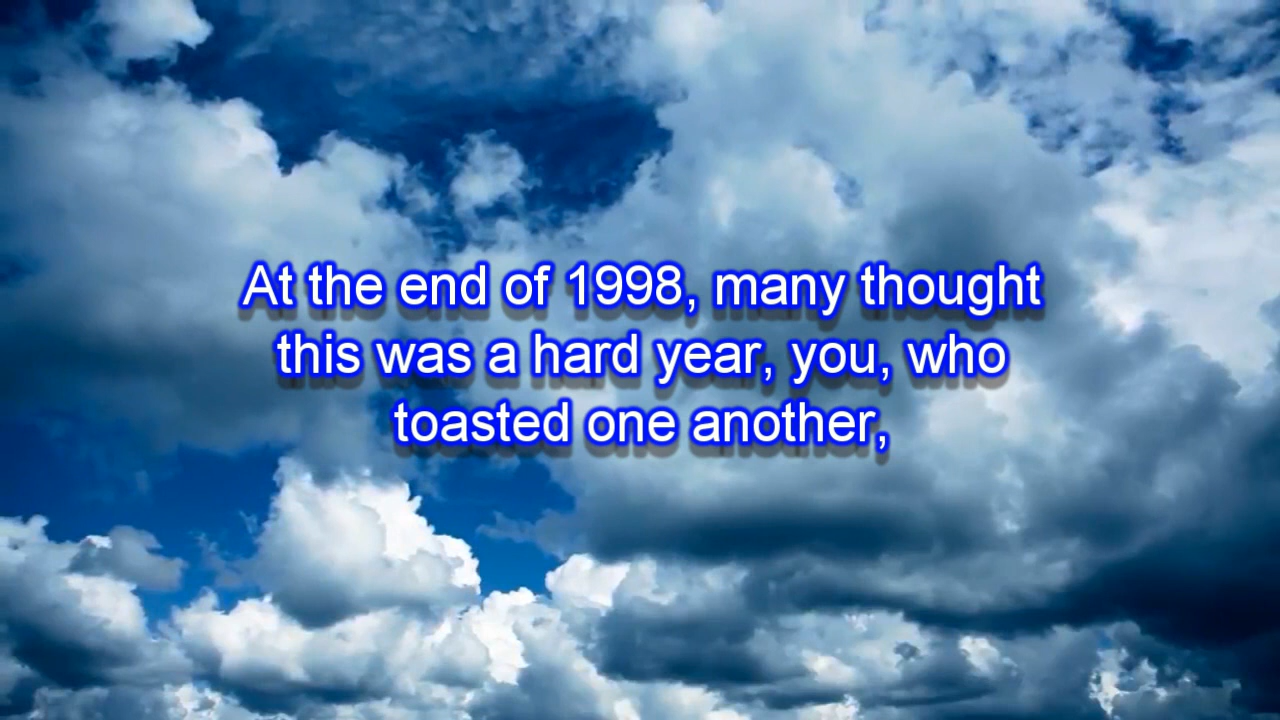 At the end of 1998, many thought
this was a hard year, you, who
toasted one another,